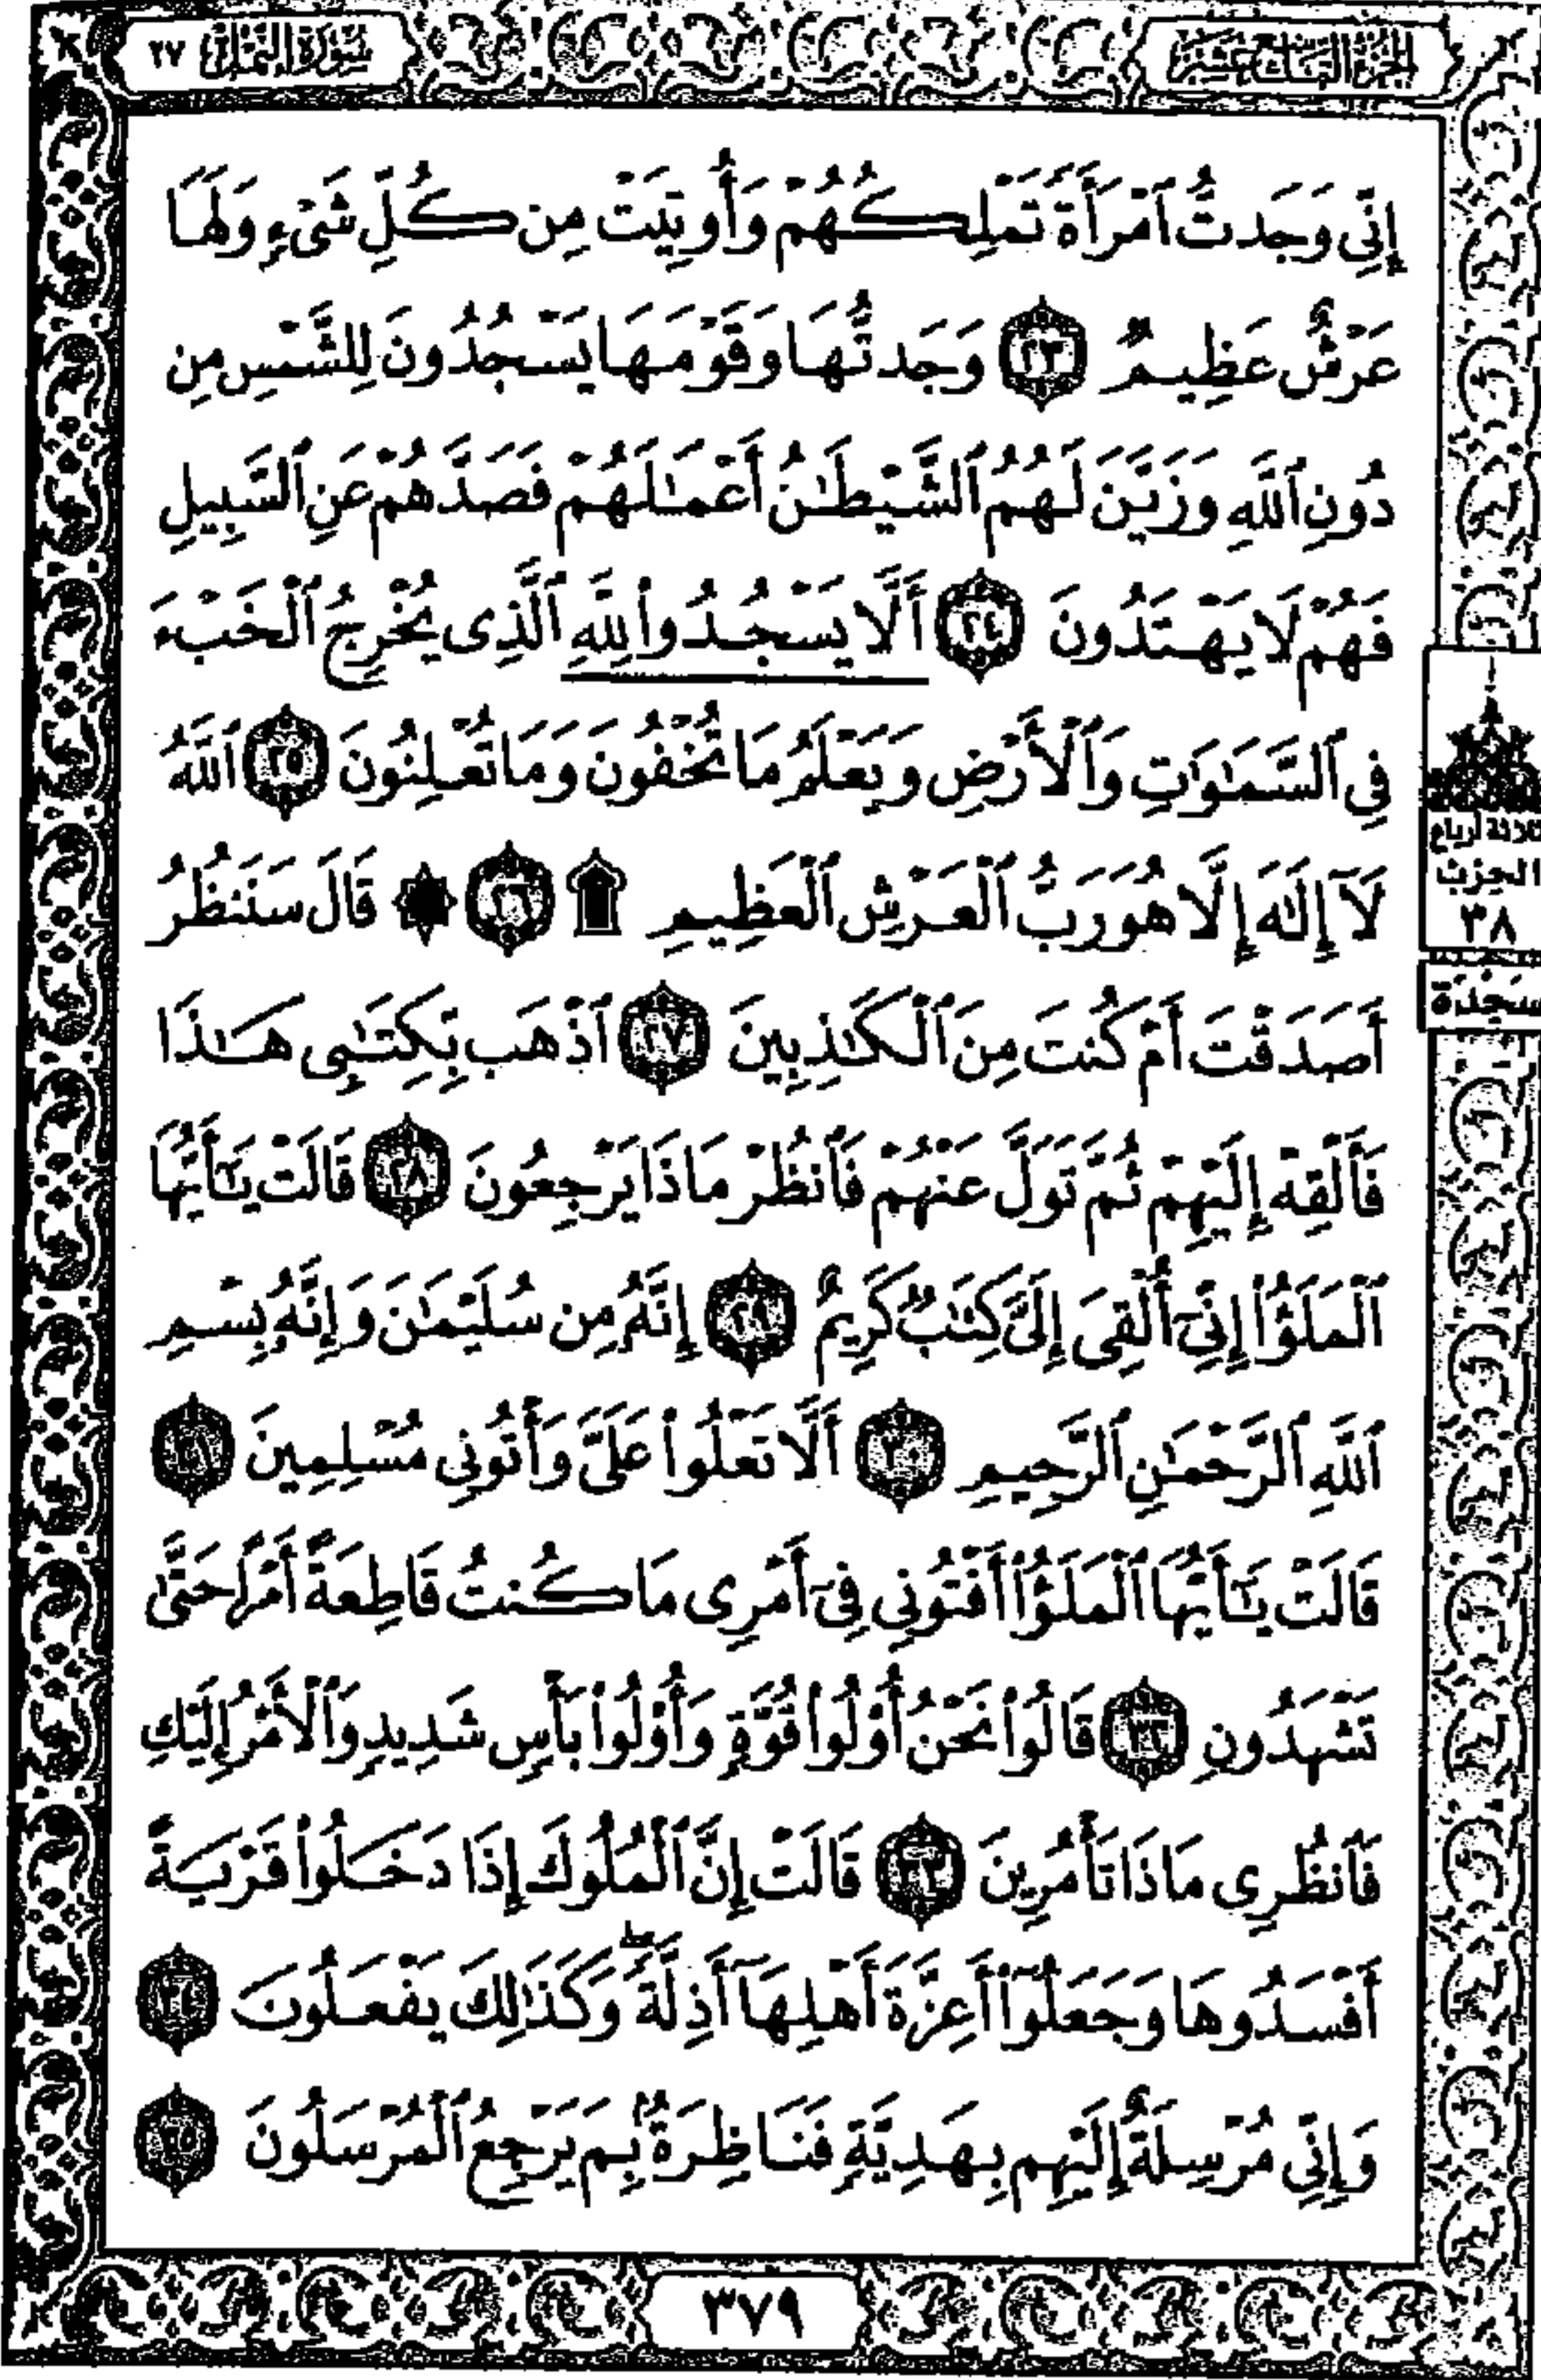 الجزء التاسع عشر
سورة النمل ٢٧
إِنِّي وَجَدتُّ ٱمْرَأَةً تَمْلِكُهُمْ وَأُوتِيَتْ مِن كُلِّ شَىْءٍ وَلَهَا
عَرْشٌ عَظِيمٌ ٢٣ وَجَدتُّهَا وَقَوْمَهَا يَسْجُدُونَ لِلشَّمْسِ مِن
دُونِ ٱللَّهِ وَزَيَّنَ لَهُمُ ٱلشَّيْطَٰنُ أَعْمَٰلَهُمْ فَصَدَّهُمْ عَنِ ٱلسَّبِيلِ
فَهُمْ لَا يَهْتَدُونَ ٢٤ أَلَّا يَسْجُدُوا۟ لِلَّهِ ٱلَّذِى يُخْرِجُ ٱلْخَبْءَ
فِى ٱلسَّمَٰوَٰتِ وَٱلْأَرْضِ وَيَعْلَمُ مَا تُخْفُونَ وَمَا تُعْلِنُونَ ٢٥ ٱللَّهُ
لَآ إِلَٰهَ إِلَّا هُوَ رَبُّ ٱلْعَرْشِ ٱلْعَظِيمِ ۩ ٢٦ ۞ قَالَ سَنَنظُرُ
أَصَدَقْتَ أَمْ كُنتَ مِنَ ٱلْكَٰذِبِينَ ٢٧ ٱذْهَب بِّكِتَٰبِى هَٰذَا
فَأَلْقِهْ إِلَيْهِمْ ثُمَّ تَوَلَّ عَنْهُمْ فَٱنظُرْ مَاذَا يَرْجِعُونَ ٢٨ قَالَتْ يَٰٓأَيُّهَا
ٱلْمَلَؤُا۟ إِنِّىٓ أُلْقِىَ إِلَىَّ كِتَٰبٌ كَرِيمٌ ٢٩ إِنَّهُۥ مِن سُلَيْمَٰنَ وَإِنَّهُۥ بِسْمِ
ٱللَّهِ ٱلرَّحْمَٰنِ ٱلرَّحِيمِ ٣٠ أَلَّا تَعْلُوا۟ عَلَىَّ وَأْتُونِى مُسْلِمِينَ ٣١
قَالَتْ يَٰٓأَيُّهَا ٱلْمَلَؤُا۟ أَفْتُونِى فِىٓ أَمْرِى مَا كُنتُ قَاطِعَةً أَمْرًا حَتَّىٰ
تَشْهَدُونِ ٣٢ قَالُوا۟ نَحْنُ أُو۟لُوا۟ قُوَّةٍ وَأُو۟لُوا۟ بَأْسٍ شَدِيدٍ وَٱلْأَمْرُ إِلَيْكِ
فَٱنظُرِى مَاذَا تَأْمُرِينَ ٣٣ قَالَتْ إِنَّ ٱلْمُلُوكَ إِذَا دَخَلُوا۟ قَرْيَةً
أَفْسَدُوهَا وَجَعَلُوٓا۟ أَعِزَّةَ أَهْلِهَآ أَذِلَّةً ۖ وَكَذَٰلِكَ يَفْعَلُونَ ٣٤
وَإِنِّى مُرْسِلَةٌ إِلَيْهِم بِهَدِيَّةٍ فَنَاظِرَةٌۢ بِمَ يَرْجِعُ ٱلْمُرْسَلُونَ ٣٥
ثلاثة أرباع
الحزب
٣٨
سجدة
٣٧٩